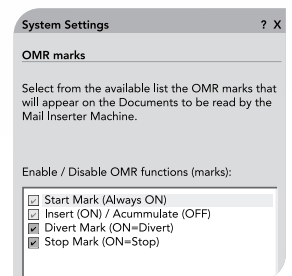 System Settings ? X
OMR marks
Select from the available list the OMR marks that
will appear on the Documents to be read by the
Mail Inserter Machine.
Enable / Disable OMR functions (marks):
Start Mark (Always ON)
Insert (ON) / Acummulate (OFF)
Divert Mark (ON=Divert)
Stop Mark (ON=Stop)